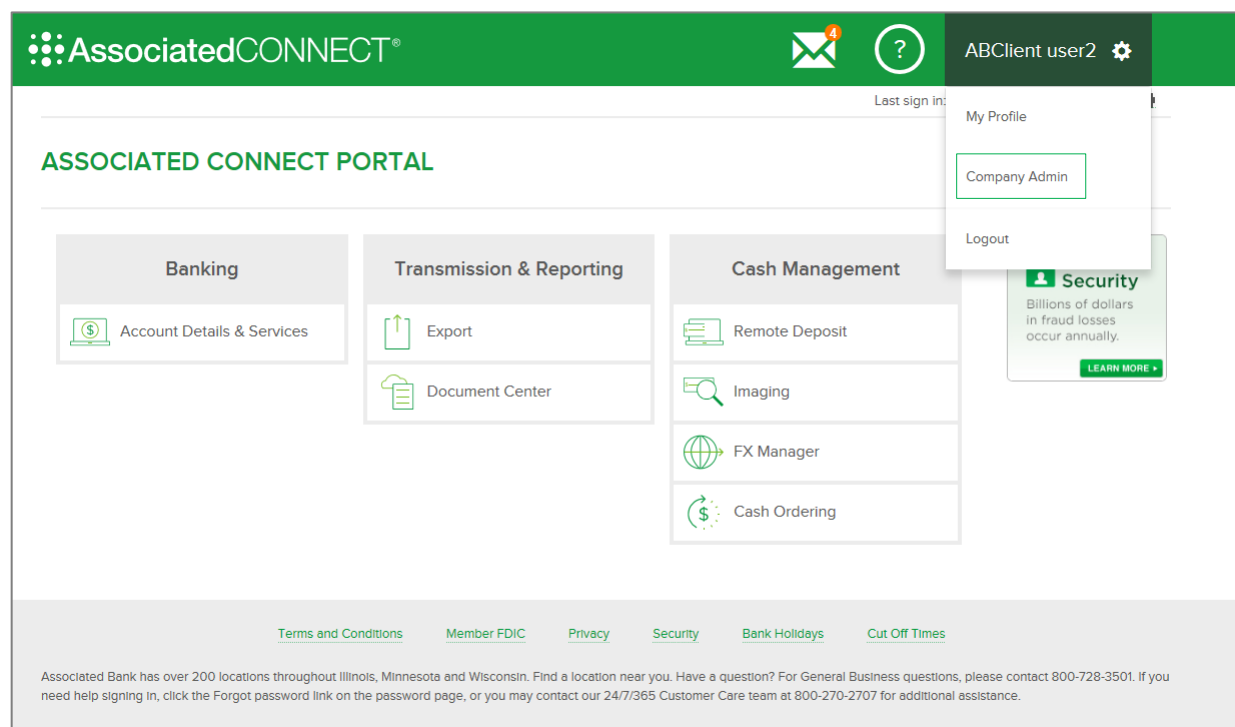 AssociatedCONNECT®
4
?
ABClient user2
Last sign in:
My Profile
Company Admin
Logout
ASSOCIATED CONNECT PORTAL
Banking
$
Account Details & Services
Transmission & Reporting
Export
Document Center
Cash Management
Remote Deposit
Imaging
FX Manager
$
Cash Ordering
Security
Billions of dollars
in fraud losses
occur annually.
LEARN MORE
Terms and Conditions Member FDIC Privacy Security Bank Holidays Cut Off Times
Associated Bank has over 200 locations throughout Illinois, Minnesota and Wisconsin. Find a location near you. Have a question? For General Business questions, please contact 800-728-3501. If you
need help signing in, click the Forgot password link on the password page, or you may contact our 24/7/365 Customer Care team at 800-270-2707 for additional assistance.